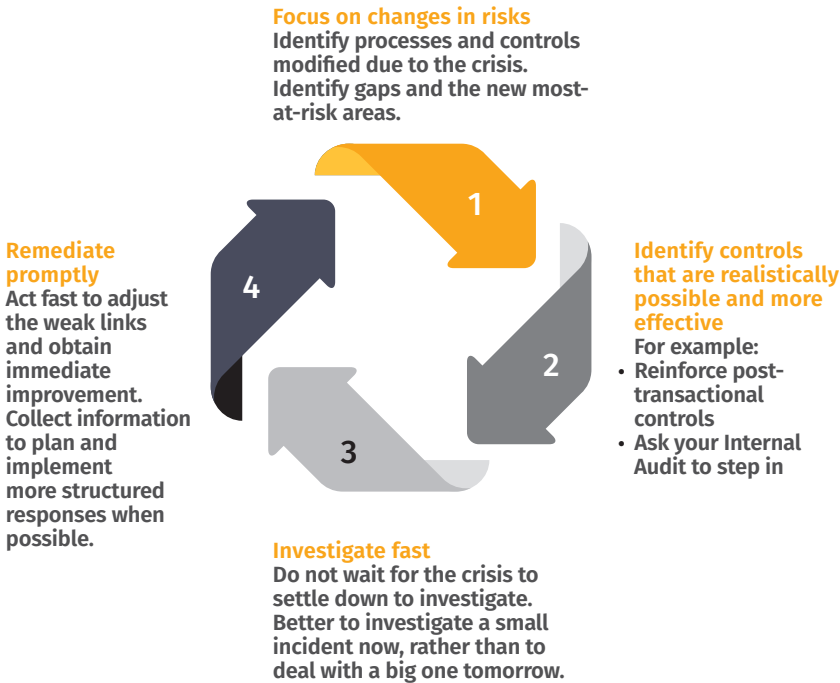 Focus on changes in risks
Identify processes and controls
modified due to the crisis.
Identify gaps and the new most-
at-risk areas.
1
Identify controls
that are realistically
possible and more
effective
For example:
• Reinforce post-
transactional
controls
• Ask your Internal
Audit to step in
2
Investigate fast
Do not wait for the crisis to
settle down to investigate.
Better to investigate a small
incident now, rather than to
deal with a big one tomorrow.
3
Remediate
promptly
Act fast to adjust
the weak links
and obtain
immediate
improvement.
Collect information
to plan and
implement
more structured
responses when
possible.
4